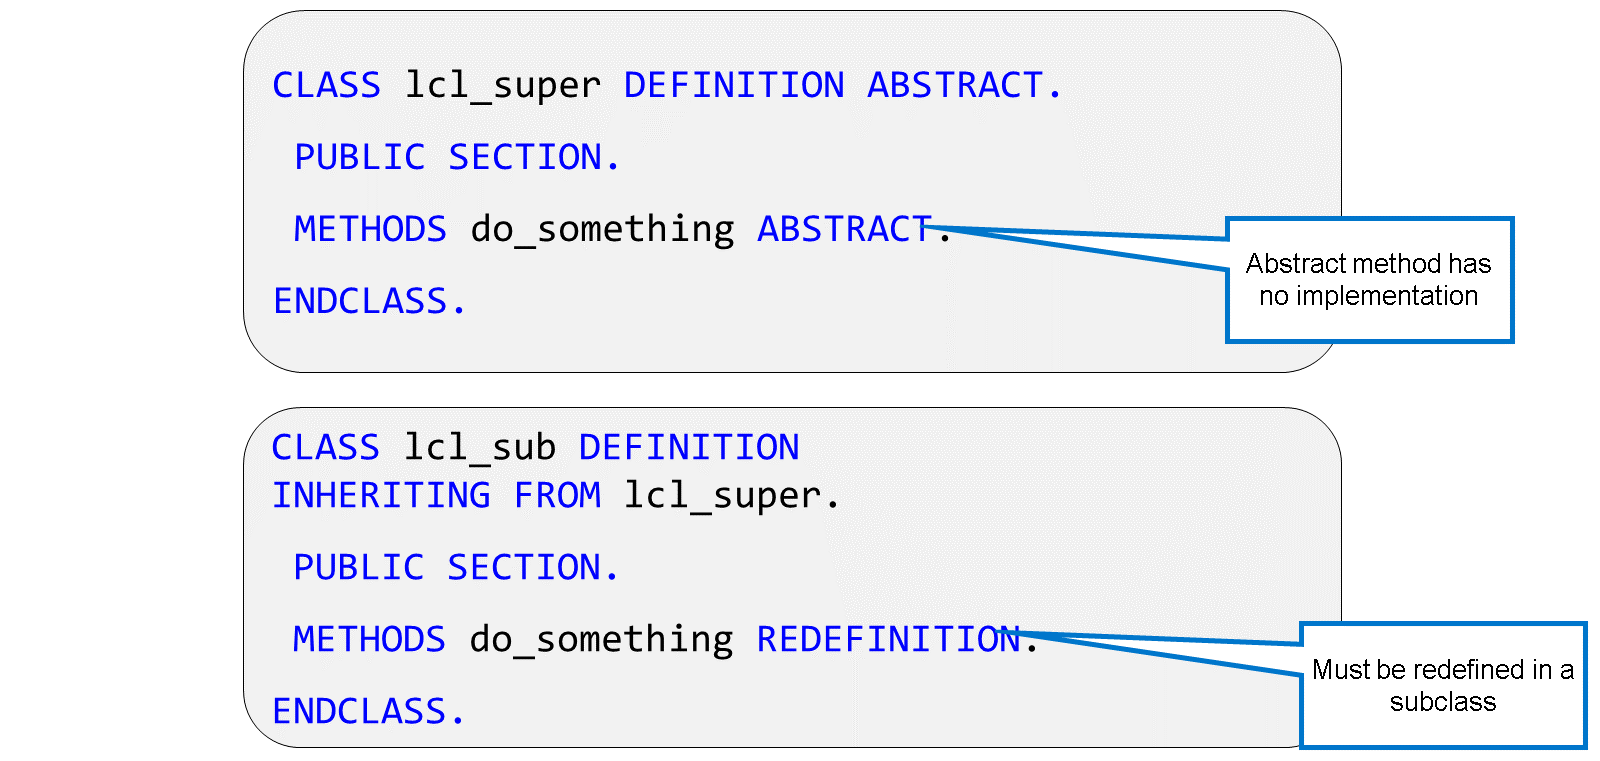 CLASS lcl_super DEFINITION ABSTRACT.
PUBLIC SECTION.
METHODS do_something ABSTRACT.
Abstract method has
no implementation
ENDCLASS.
CLASS lcl_sub DEFINITION
INHERITING FROM lcl_super.
PUBLIC SECTION.
METHODS do_something REDEFINITION.
Must be redefined in a
subclass
ENDCLASS.